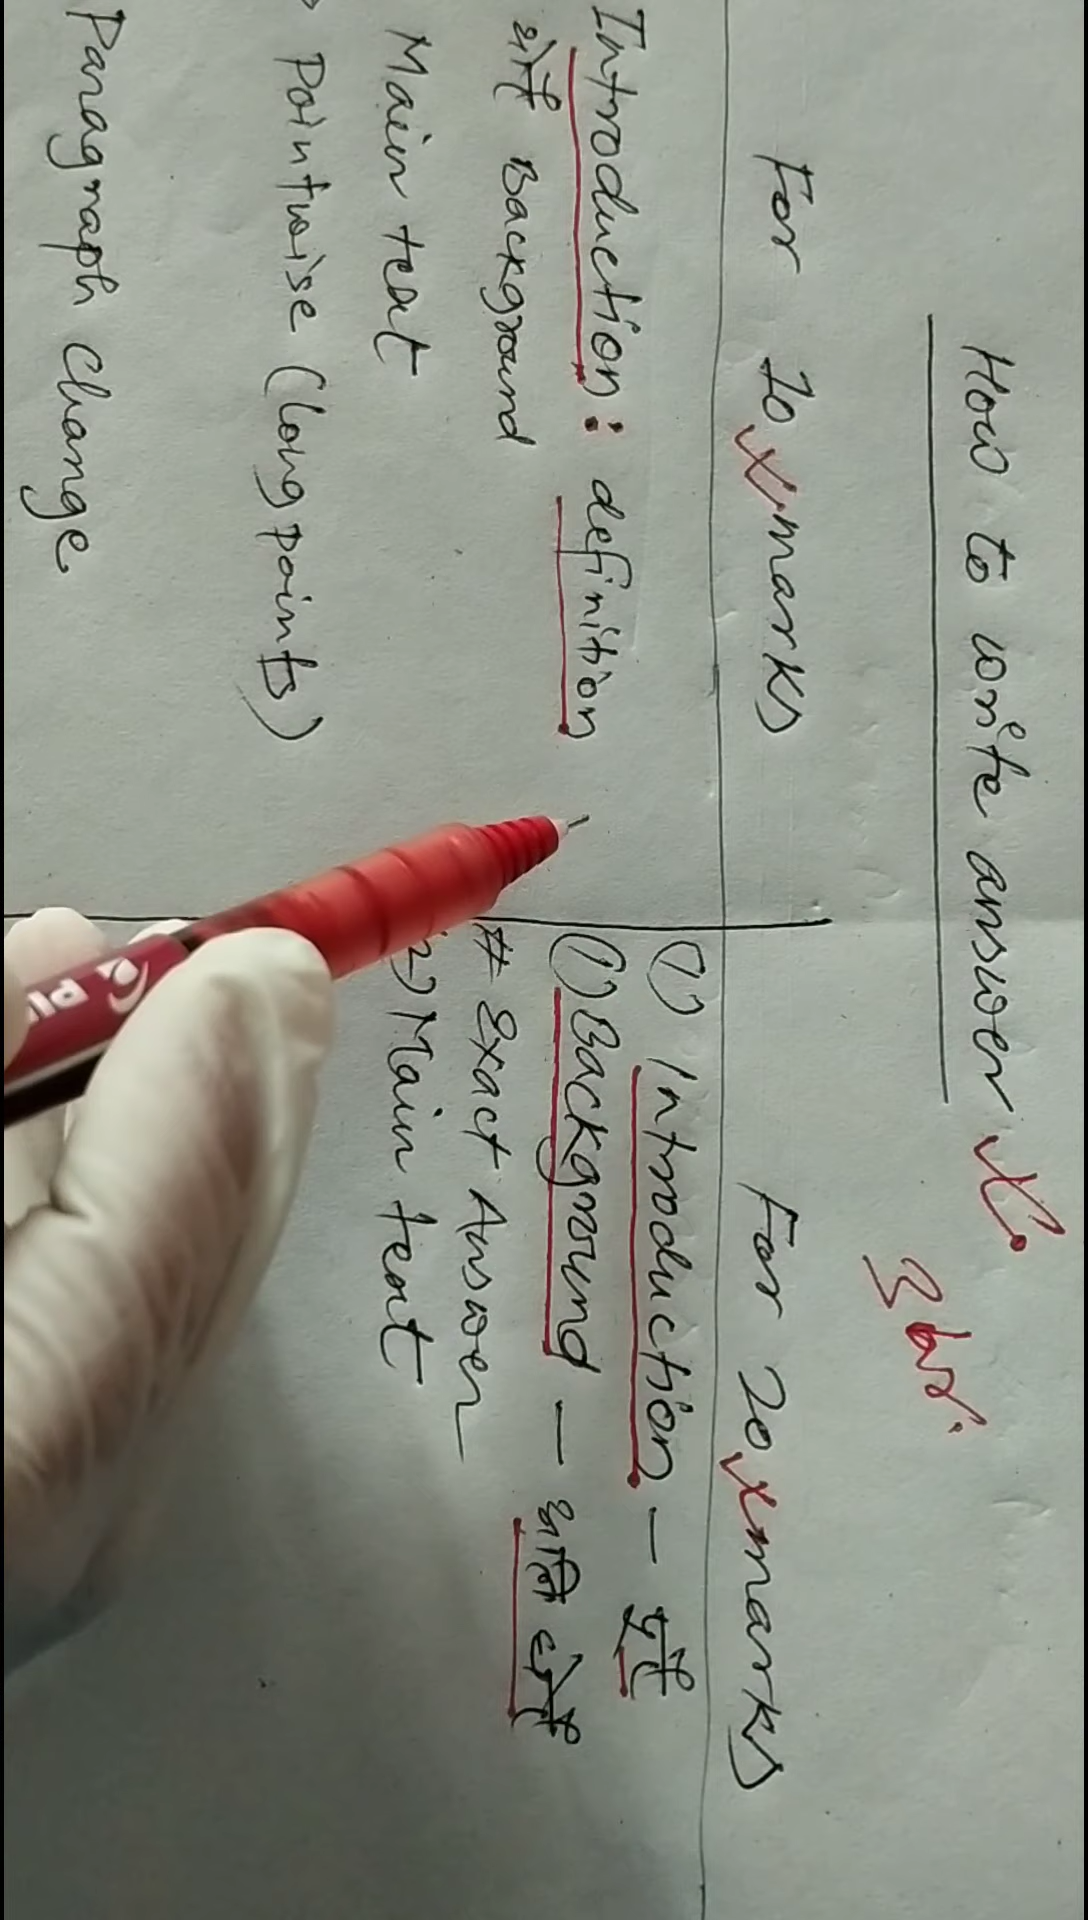 How to write answer
For 10 marks
Introduction: definition
Background
Main text
Pointwise (long points)
Paragraph Change
For 20 marks
(1) Introduction –
(1) Background –
# Exact Answer
2) Main text